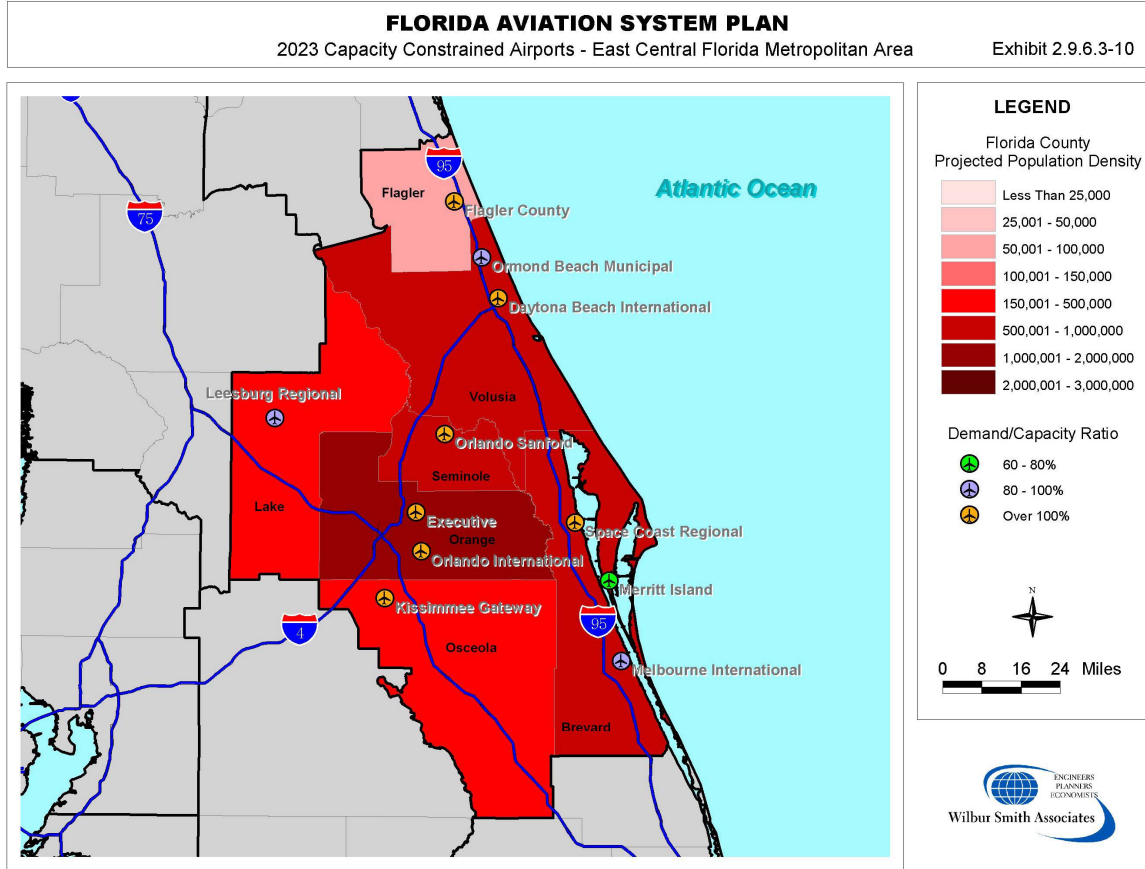 FLORIDA AVIATION SYSTEM PLAN
2023 Capacity Constrained Airports - East Central Florida Metropolitan Area
Exhibit 2.9.6.3-10
95
Flagler
Flagler County
Atlantic Ocean
75
Ormond Beach Municipal
Daytona Beach International
Leesburg Regional
Volusia
Orlando Sanford
Seminole
Lake
Executive
Orange
Space Coast Regional
Orlando International
Merritt Island
Kissimmee Gateway
4
95
Osceola
Melbourne International
Brevard
LEGEND
Florida County
Projected Population Density
Less Than 25,000
25,001 - 50,000
50,001 - 100,000
100,001 - 150,000
150,001 - 500,000
500,001 - 1,000,000
1,000,001 - 2,000,000
2,000,001 - 3,000,000
Demand/Capacity Ratio
60 - 80%
80 - 100%
Over 100%
N
0 8 16 24 Miles
ENGINEERS
PLANNERS
ECONOMISTS
Wilbur Smith Associates